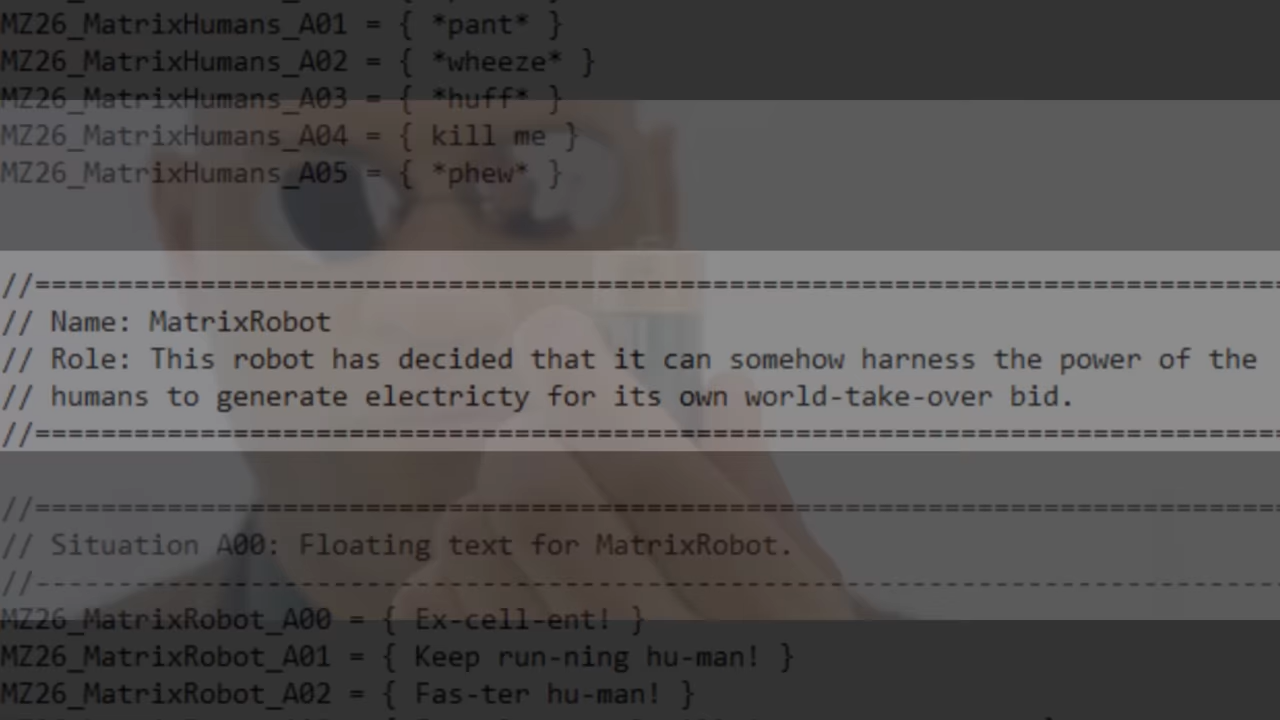 MZ26_MatrixHumans_A01 = { *pant* }
MZ26_MatrixHumans_A02 = { *wheeze* }
MZ26_MatrixHumans_A03 = { *huff* }
MZ26_MatrixHumans_A04 = { kill me }
MZ26_MatrixHumans_A05 = { *phew* }
//============================================================================
// Name: MatrixRobot
// Role: This robot has decided that it can somehow harness the power of the
// humans to generate electricty for its own world-take-over bid.
//============================================================================
//============================================================================
// Situation A00: Floating text for MatrixRobot.
//----------------------------------------------------------------------------
MZ26_MatrixRobot_A00 = { Ex-cell-ent! }
MZ26_MatrixRobot_A01 = { Keep run-ning hu-man! }
MZ26_MatrixRobot_A02 = { Fas-ter hu-man! }